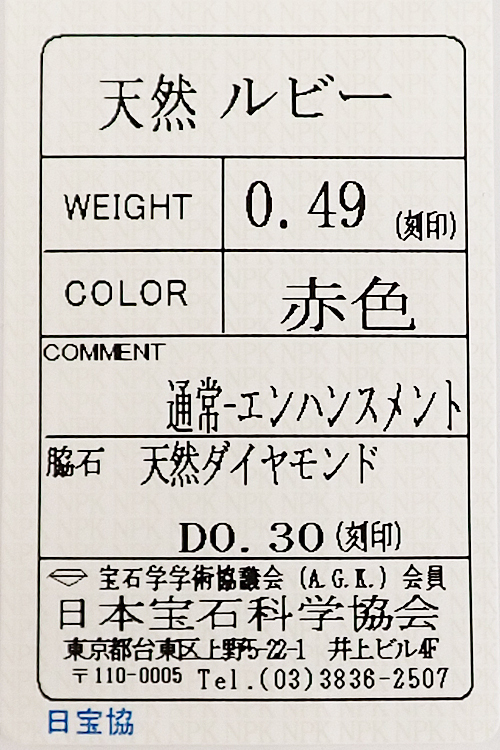 天然 ルビー
WEIGHT 0.49 (刻印)
COLOR 赤色
COMMENT
通常-エンハンスメント
脇石 天然ダイヤモンド
D0.30(刻印)
宝石学学術協議会 (A.G.K.) 会員
日本宝石科学協会
東京都台東区上野5-22-1 井上ビル4F
〒110-0005 Tel.(03)3836-2507
日宝協